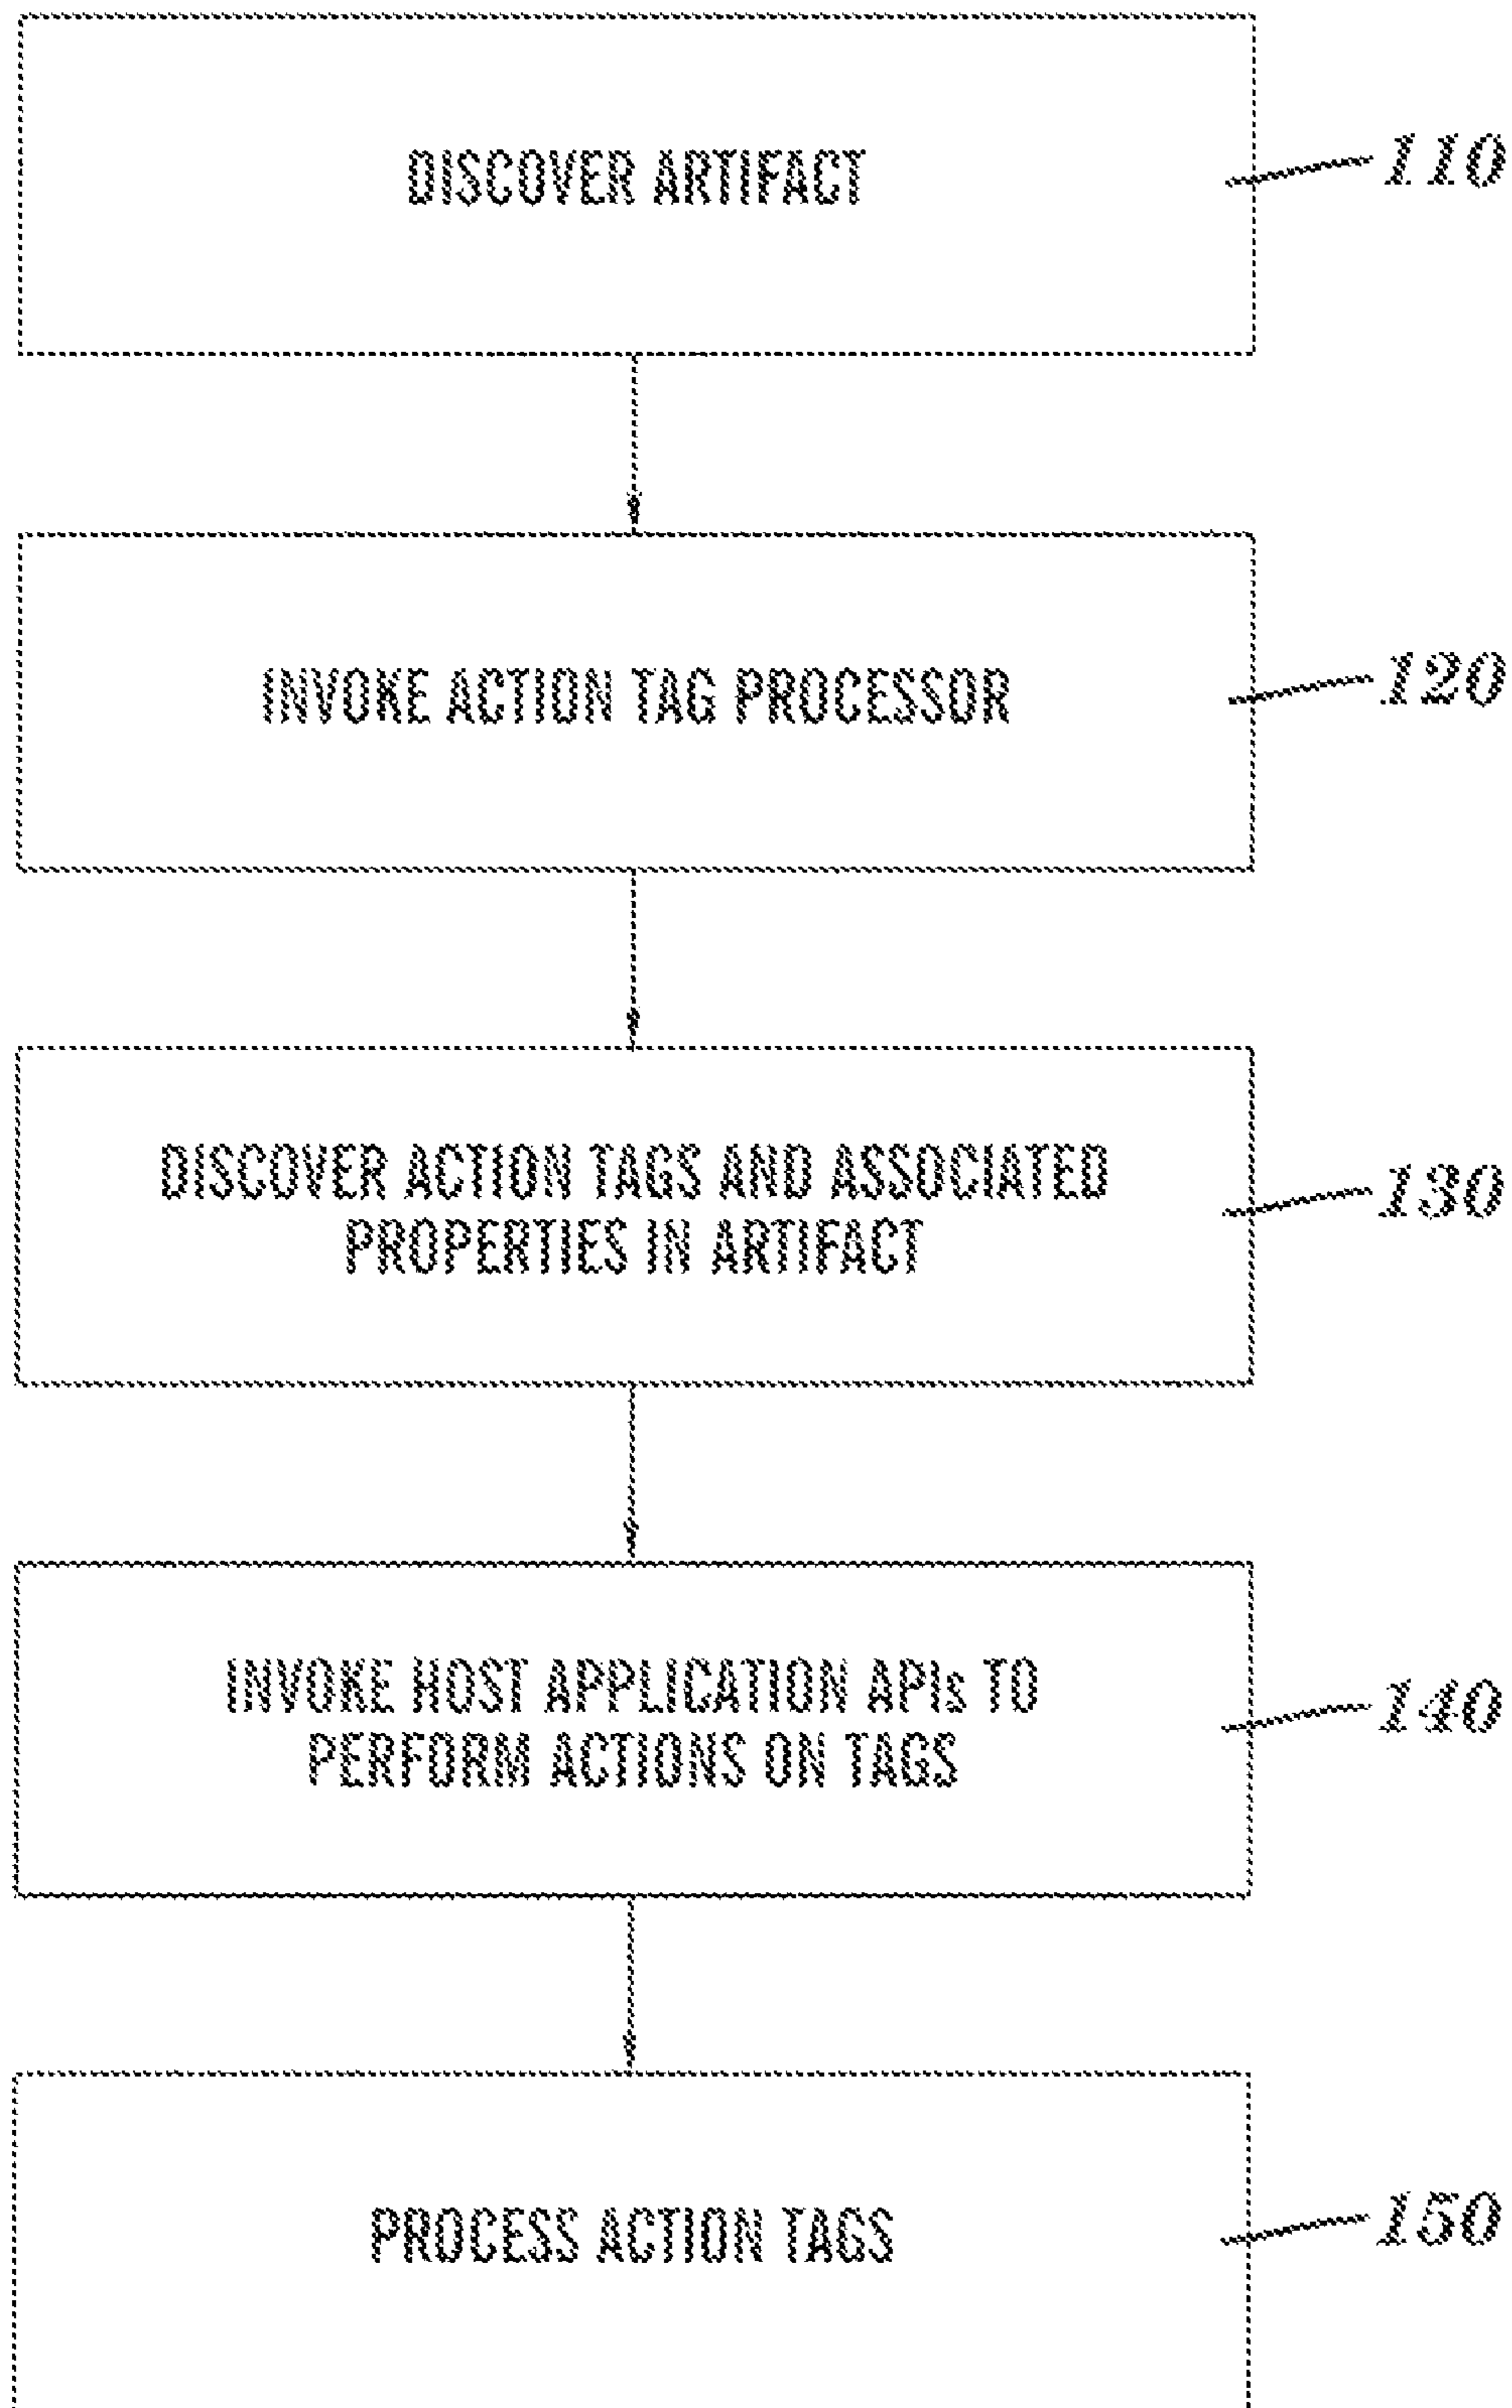 DISCOVER ARTIFACT
110
INVOKE ACTION TAG PROCESSOR
120
DISCOVER ACTION TAGS AND ASSOCIATED
PROPERTIES IN ARTIFACT
130
INVOKE HOST APPLICATION APIs TO
PERFORM ACTIONS ON TAGS
140
PROCESS ACTION TAGS
150